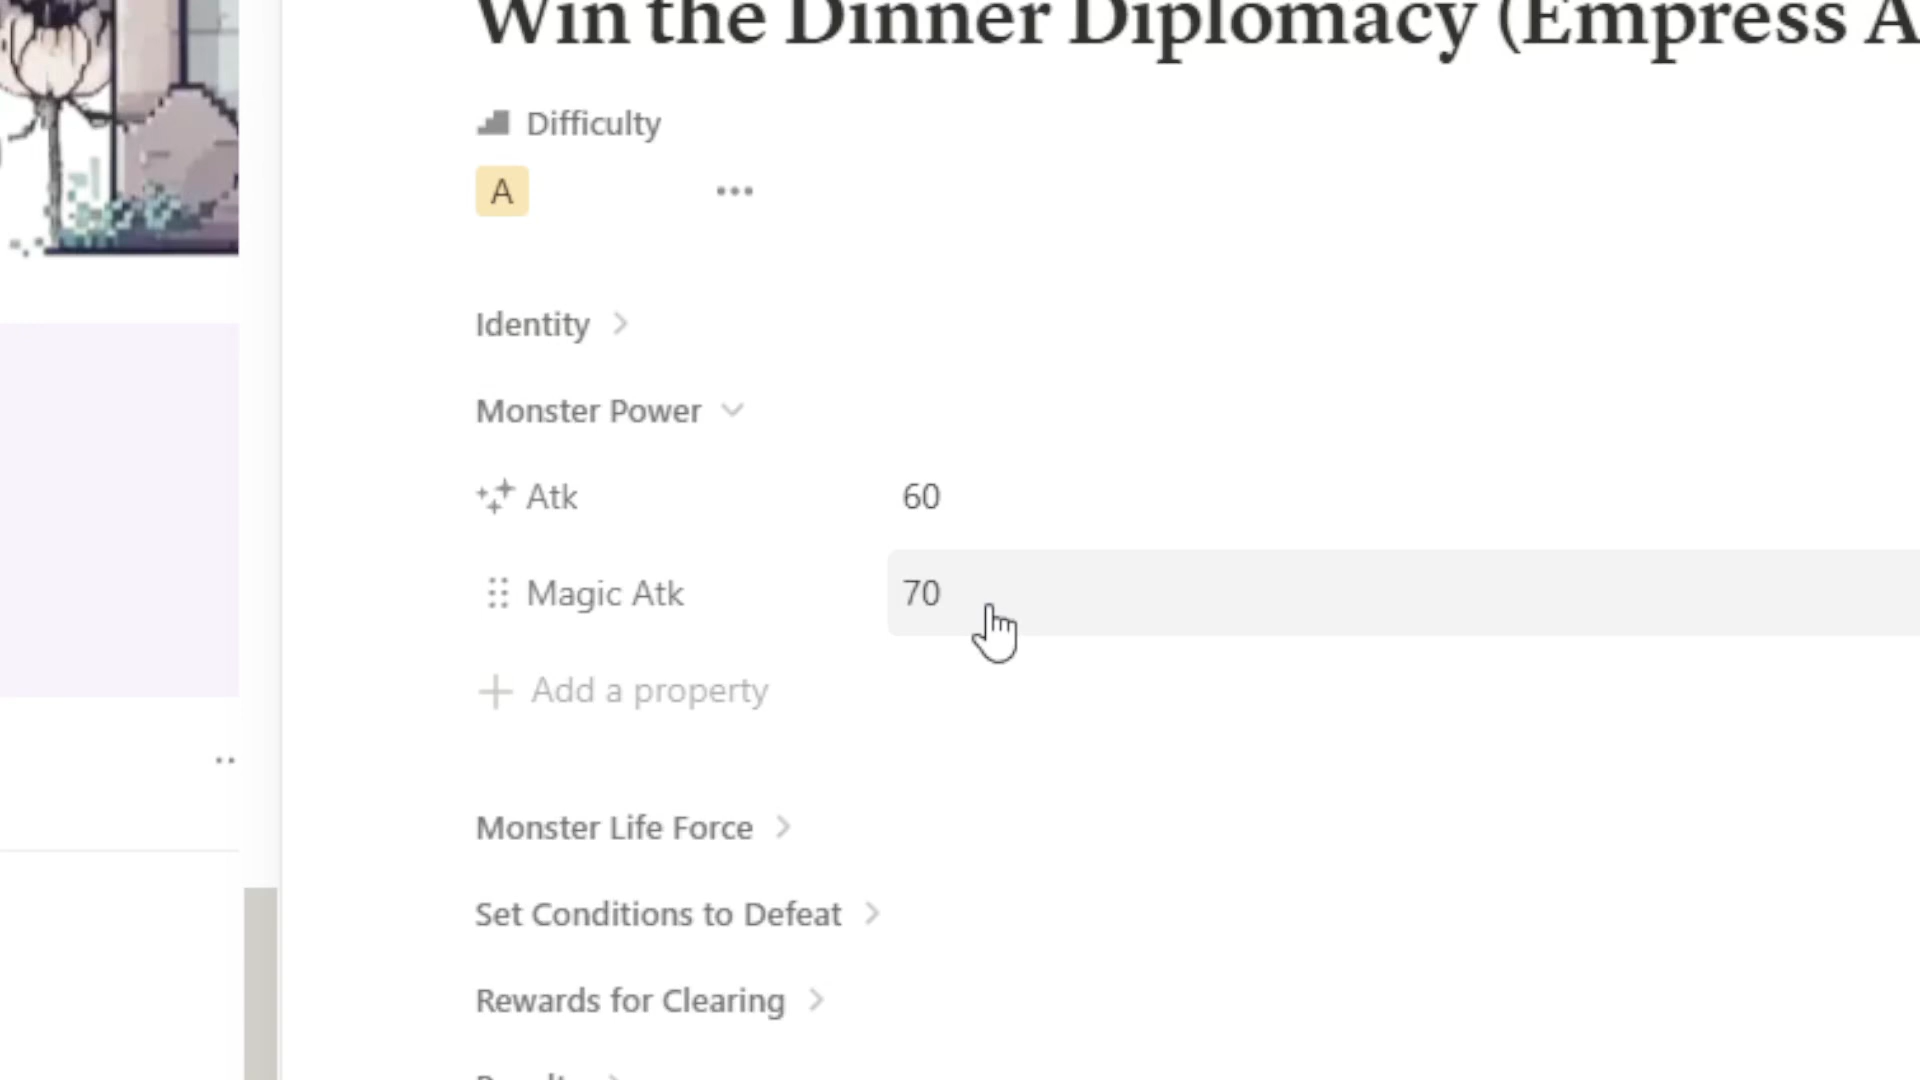 Win the Dinner Diplomacy (Empress A
Difficulty
A
Identity
Monster Power
Atk 60
Magic Atk 70
Add a property
Monster Life Force
Set Conditions to Defeat
Rewards for Clearing